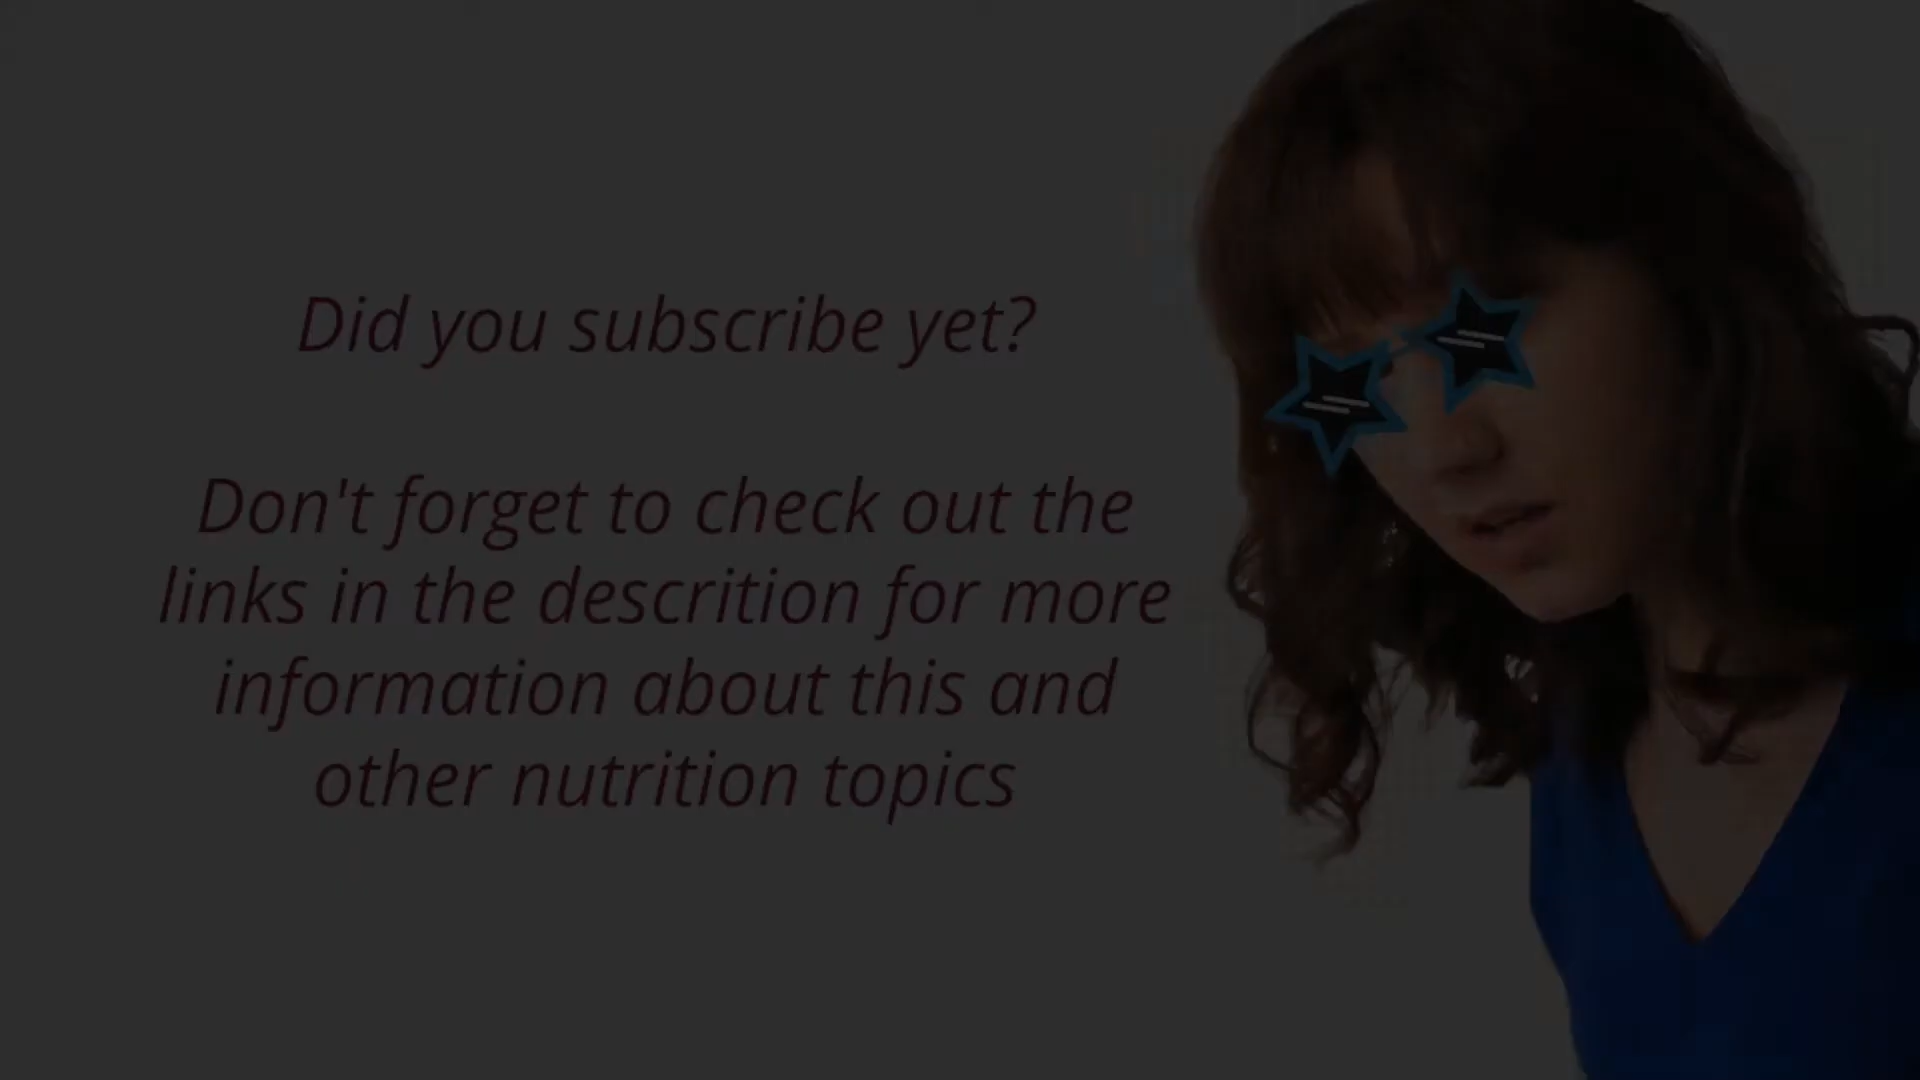 Did you subscribe yet?
Don't forget to check out the
links in the descrition for more
information about this and
other nutrition topics